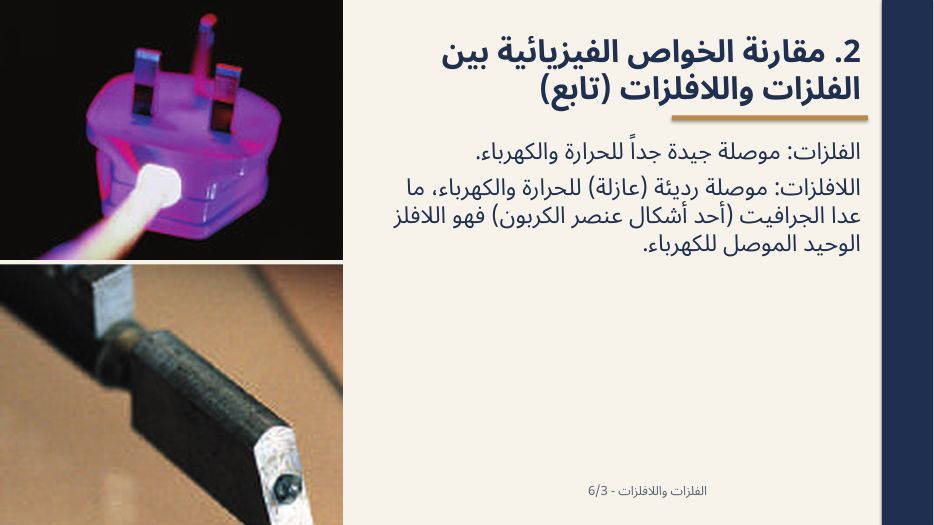 2. مقارنة الخواص الفيزيائية بين
الفلزات واللافلزات (تابع)
الفلزات: موصلة جيدة جداً للحرارة والكهرباء.
اللافلزات: موصلة رديئة (عازلة) للحرارة والكهرباء، ما
عدا الجرافيت (أحد أشكال عنصر الكربون) فهو اللافلز
الوحيد الموصل للكهرباء.
الفلزات واللافلزات - 6/3